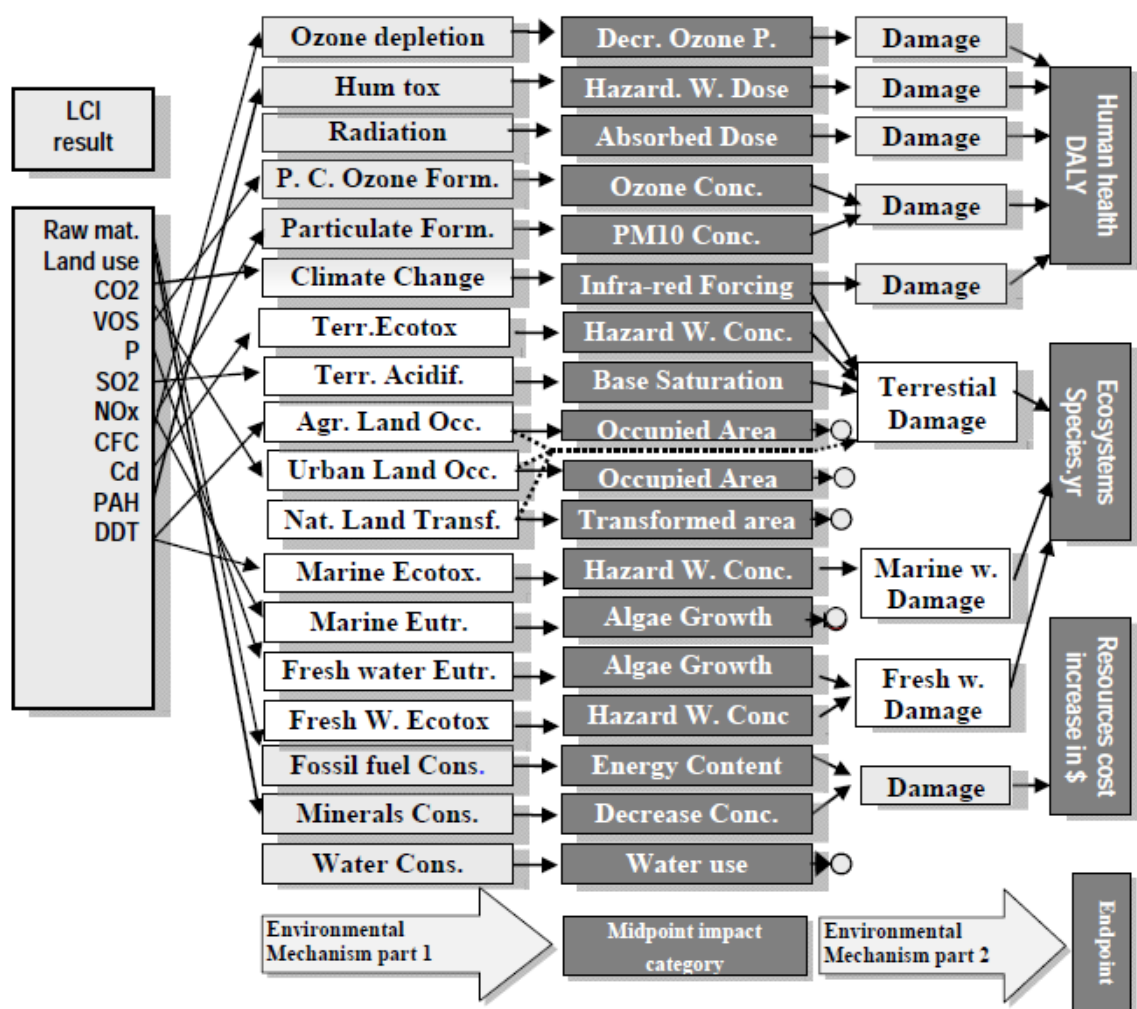 LCI
result
Raw mat.
Land use
CO2
VOS
P
SO2
NOx
CFC
Cd
PAH
DDT
Ozone depletion
Hum tox
Radiation
P. C. Ozone Form.
Particulate Form.
Climate Change
Terr.Ecotox
Terr. Acidif.
Agr. Land Occ.
Urban Land Occ.
Nat. Land Transf.
Marine Ecotox.
Marine Eutr.
Fresh water Eutr.
Fresh W. Ecotox
Fossil fuel Cons.
Minerals Cons.
Water Cons.
Decr. Ozone P.
Hazard. W. Dose
Absorbed Dose
Ozone Conc.
PM10 Conc.
Infra-red Forcing
Hazard W. Conc.
Base Saturation
Occupied Area
Occupied Area
Transformed area
Hazard W. Conc.
Algae Growth
Algae Growth
Hazard W. Conc
Energy Content
Decrease Conc.
Water use
Damage
Damage
Damage
Damage
Damage
Terrestial
Damage
Marine w.
Damage
Fresh w.
Damage
Damage
Human health
DALY
Ecosystems
Species.yr
Resources cost
increase in $
Environmental
Mechanism part 1
Midpoint impact
category
Environmental
Mechanism part 2
Endpoint